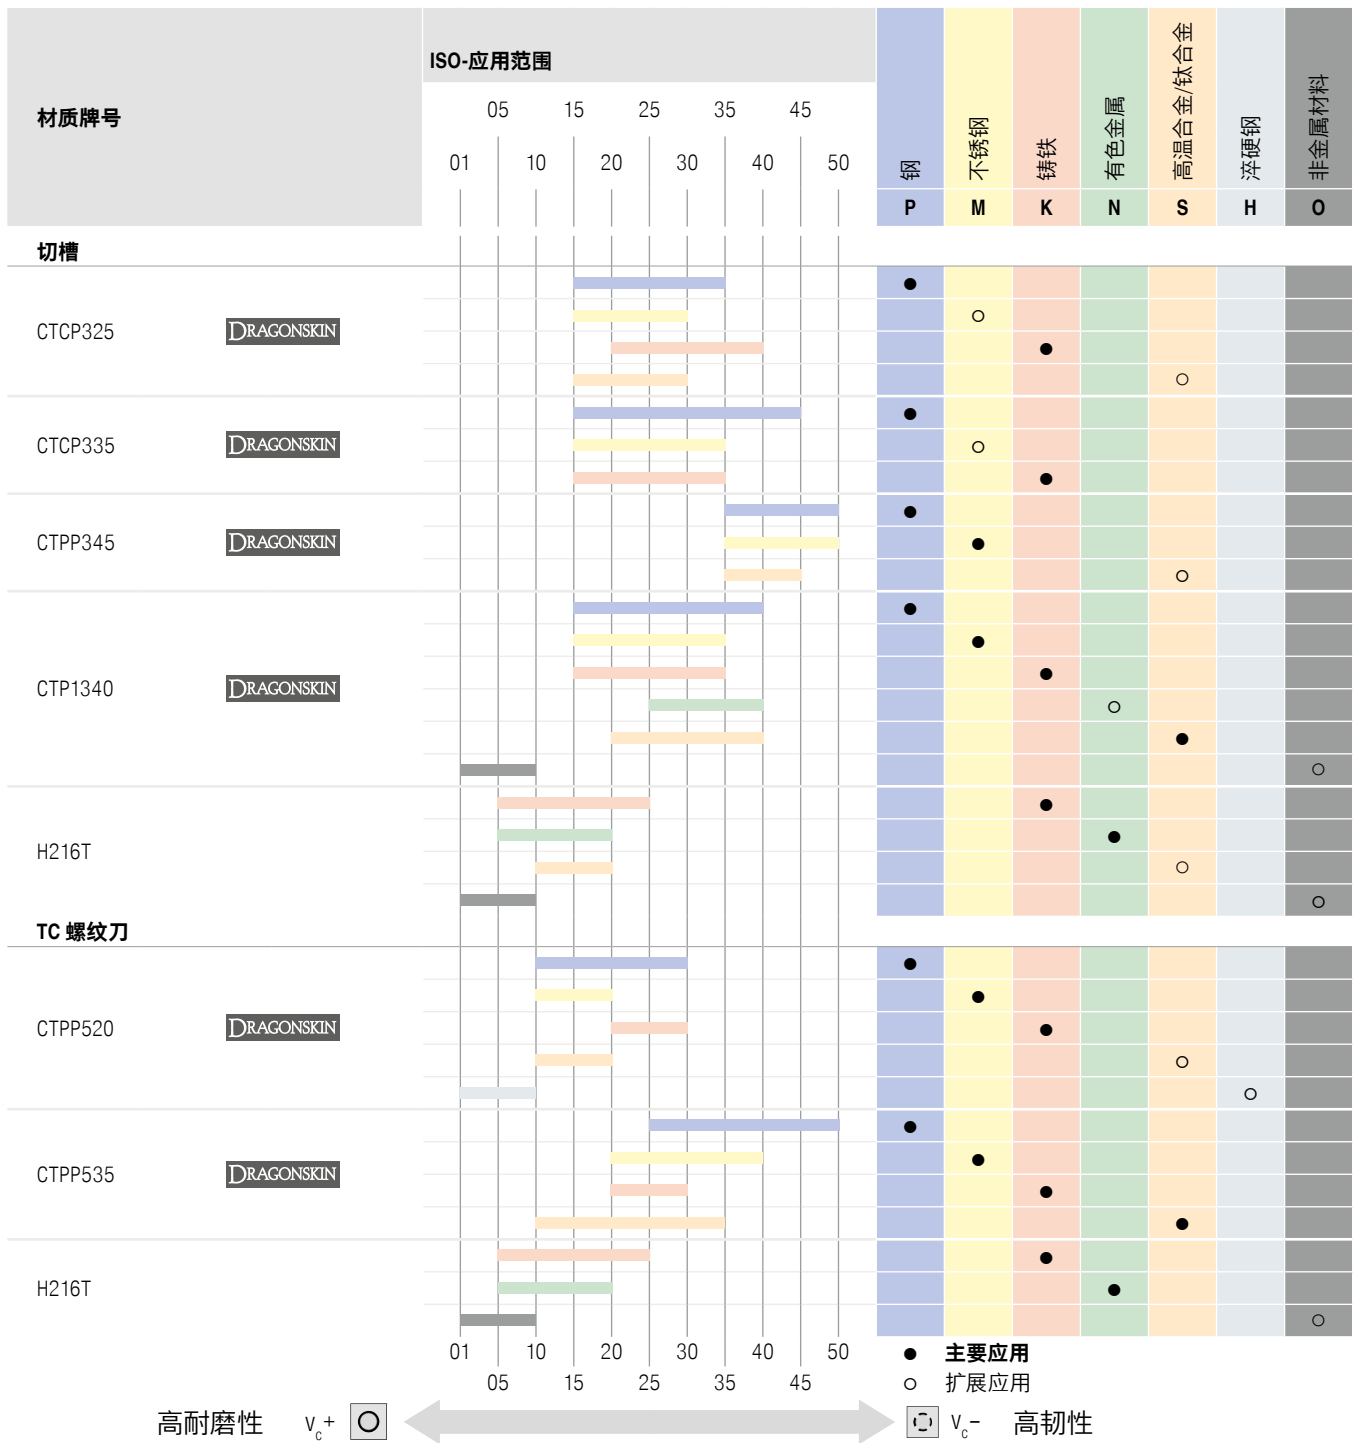 ISO-应用范围
材质牌号
05 15 25 35 45
01 10 20 30 40 50
钢 不锈钢 铸铁 有色金属 高温合金/钛合金 淬硬钢 非金属材料
P M K N S H O
切槽
CTCP325 DRAGONSKIN
CTCP335 DRAGONSKIN
CTPP345 DRAGONSKIN
CTP1340 DRAGONSKIN
H216T
TC 螺纹刀
CTPP520 DRAGONSKIN
CTPP535 DRAGONSKIN
H216T
01 10 20 30 40 50
05 15 25 35 45
● 主要应用
○ 扩展应用
高耐磨性 vc+ vc− 高韧性